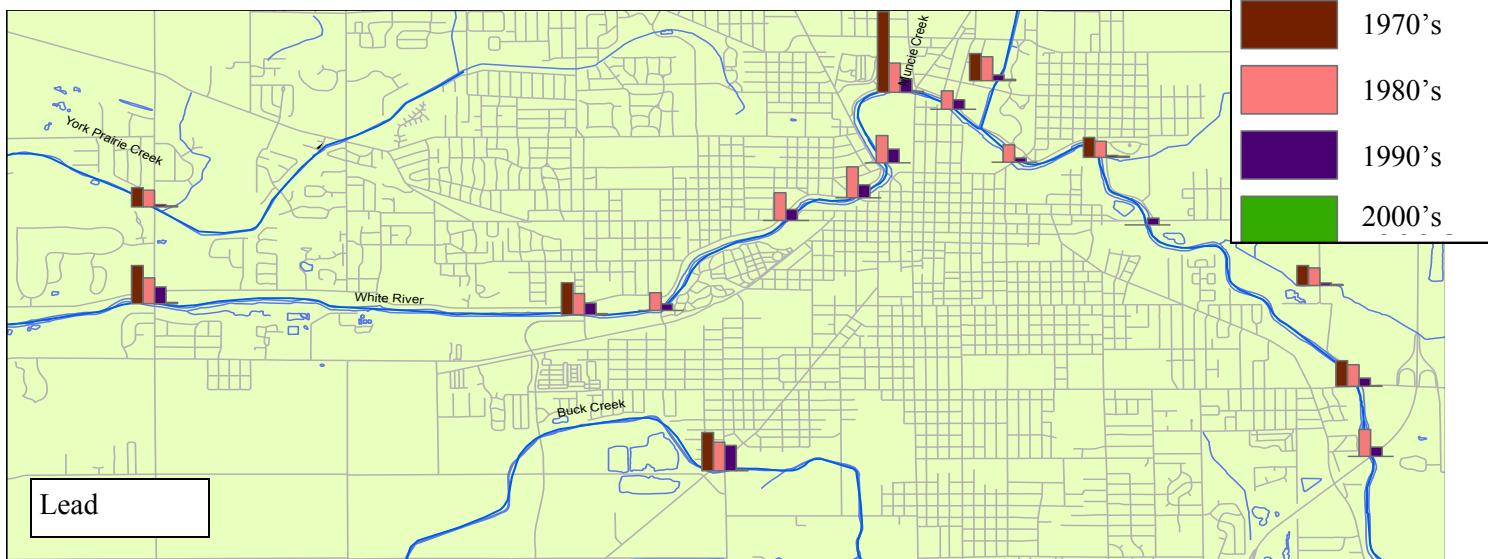 1970's
1980's
1990's
2000's
Muncie Creek
York Prairie Creek
White River
Buck Creek
Lead